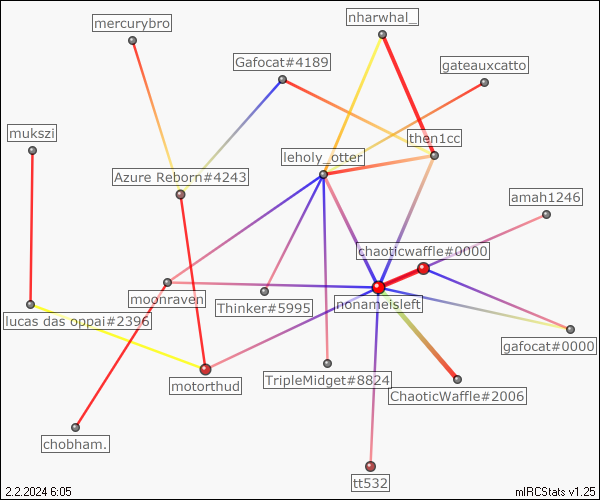 nharwhal_
mercurybro
Gafocat#4189
gateauxcatto
mukszi
then1cc
leholy_otter
Azure Reborn#4243
amah1246
chaoticwaffle#0000
moonraven
nonameisleft
Thinker#5995
lucas das oppai#2396
gafocat#0000
TripleMidget#8824
motorthud
ChaoticWaffle#2006
chobham.
tt532
2.2.2024 6:05
mIRCStats v1.25